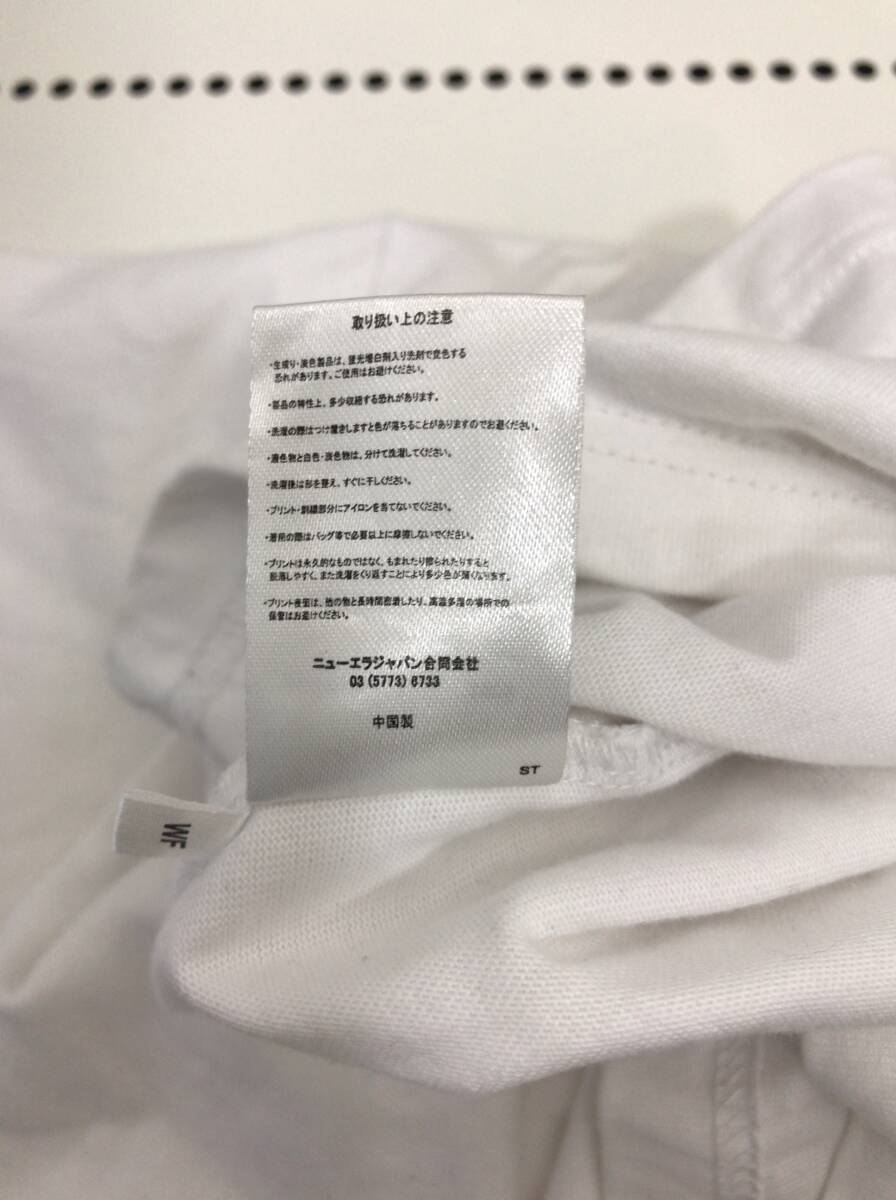 取り扱い上の注意
・生成り・淡色製品は、蛍光増白剤入り洗剤で変色する
恐れがあります。ご使用はお避けください。
・部品の特性上、多少収縮する恐れがあります。
・洗濯の際はつけ置きしますと色が落ちることがありますのでお避ください。
・濃色物と白色・淡色物は、分けて洗濯してください。
・洗濯後は形を整え、すぐに干しください。
・プリント・刺繍部分にアイロンを当てないでください。
・着用の際はバッグ等で必要以上に摩擦しないでください。
・プリントは永久的なものではなく、もまれたり擦られたりすると
脱落しやすく、また洗濯をくり返すことにより多少色が薄くなります。
・プリント表面は、他の物と長時間密着したり、高温多湿の場所での
保管はお避けください。
ニューエラジャパン合同会社
03 (5773) 6733
中国製
ST
WF